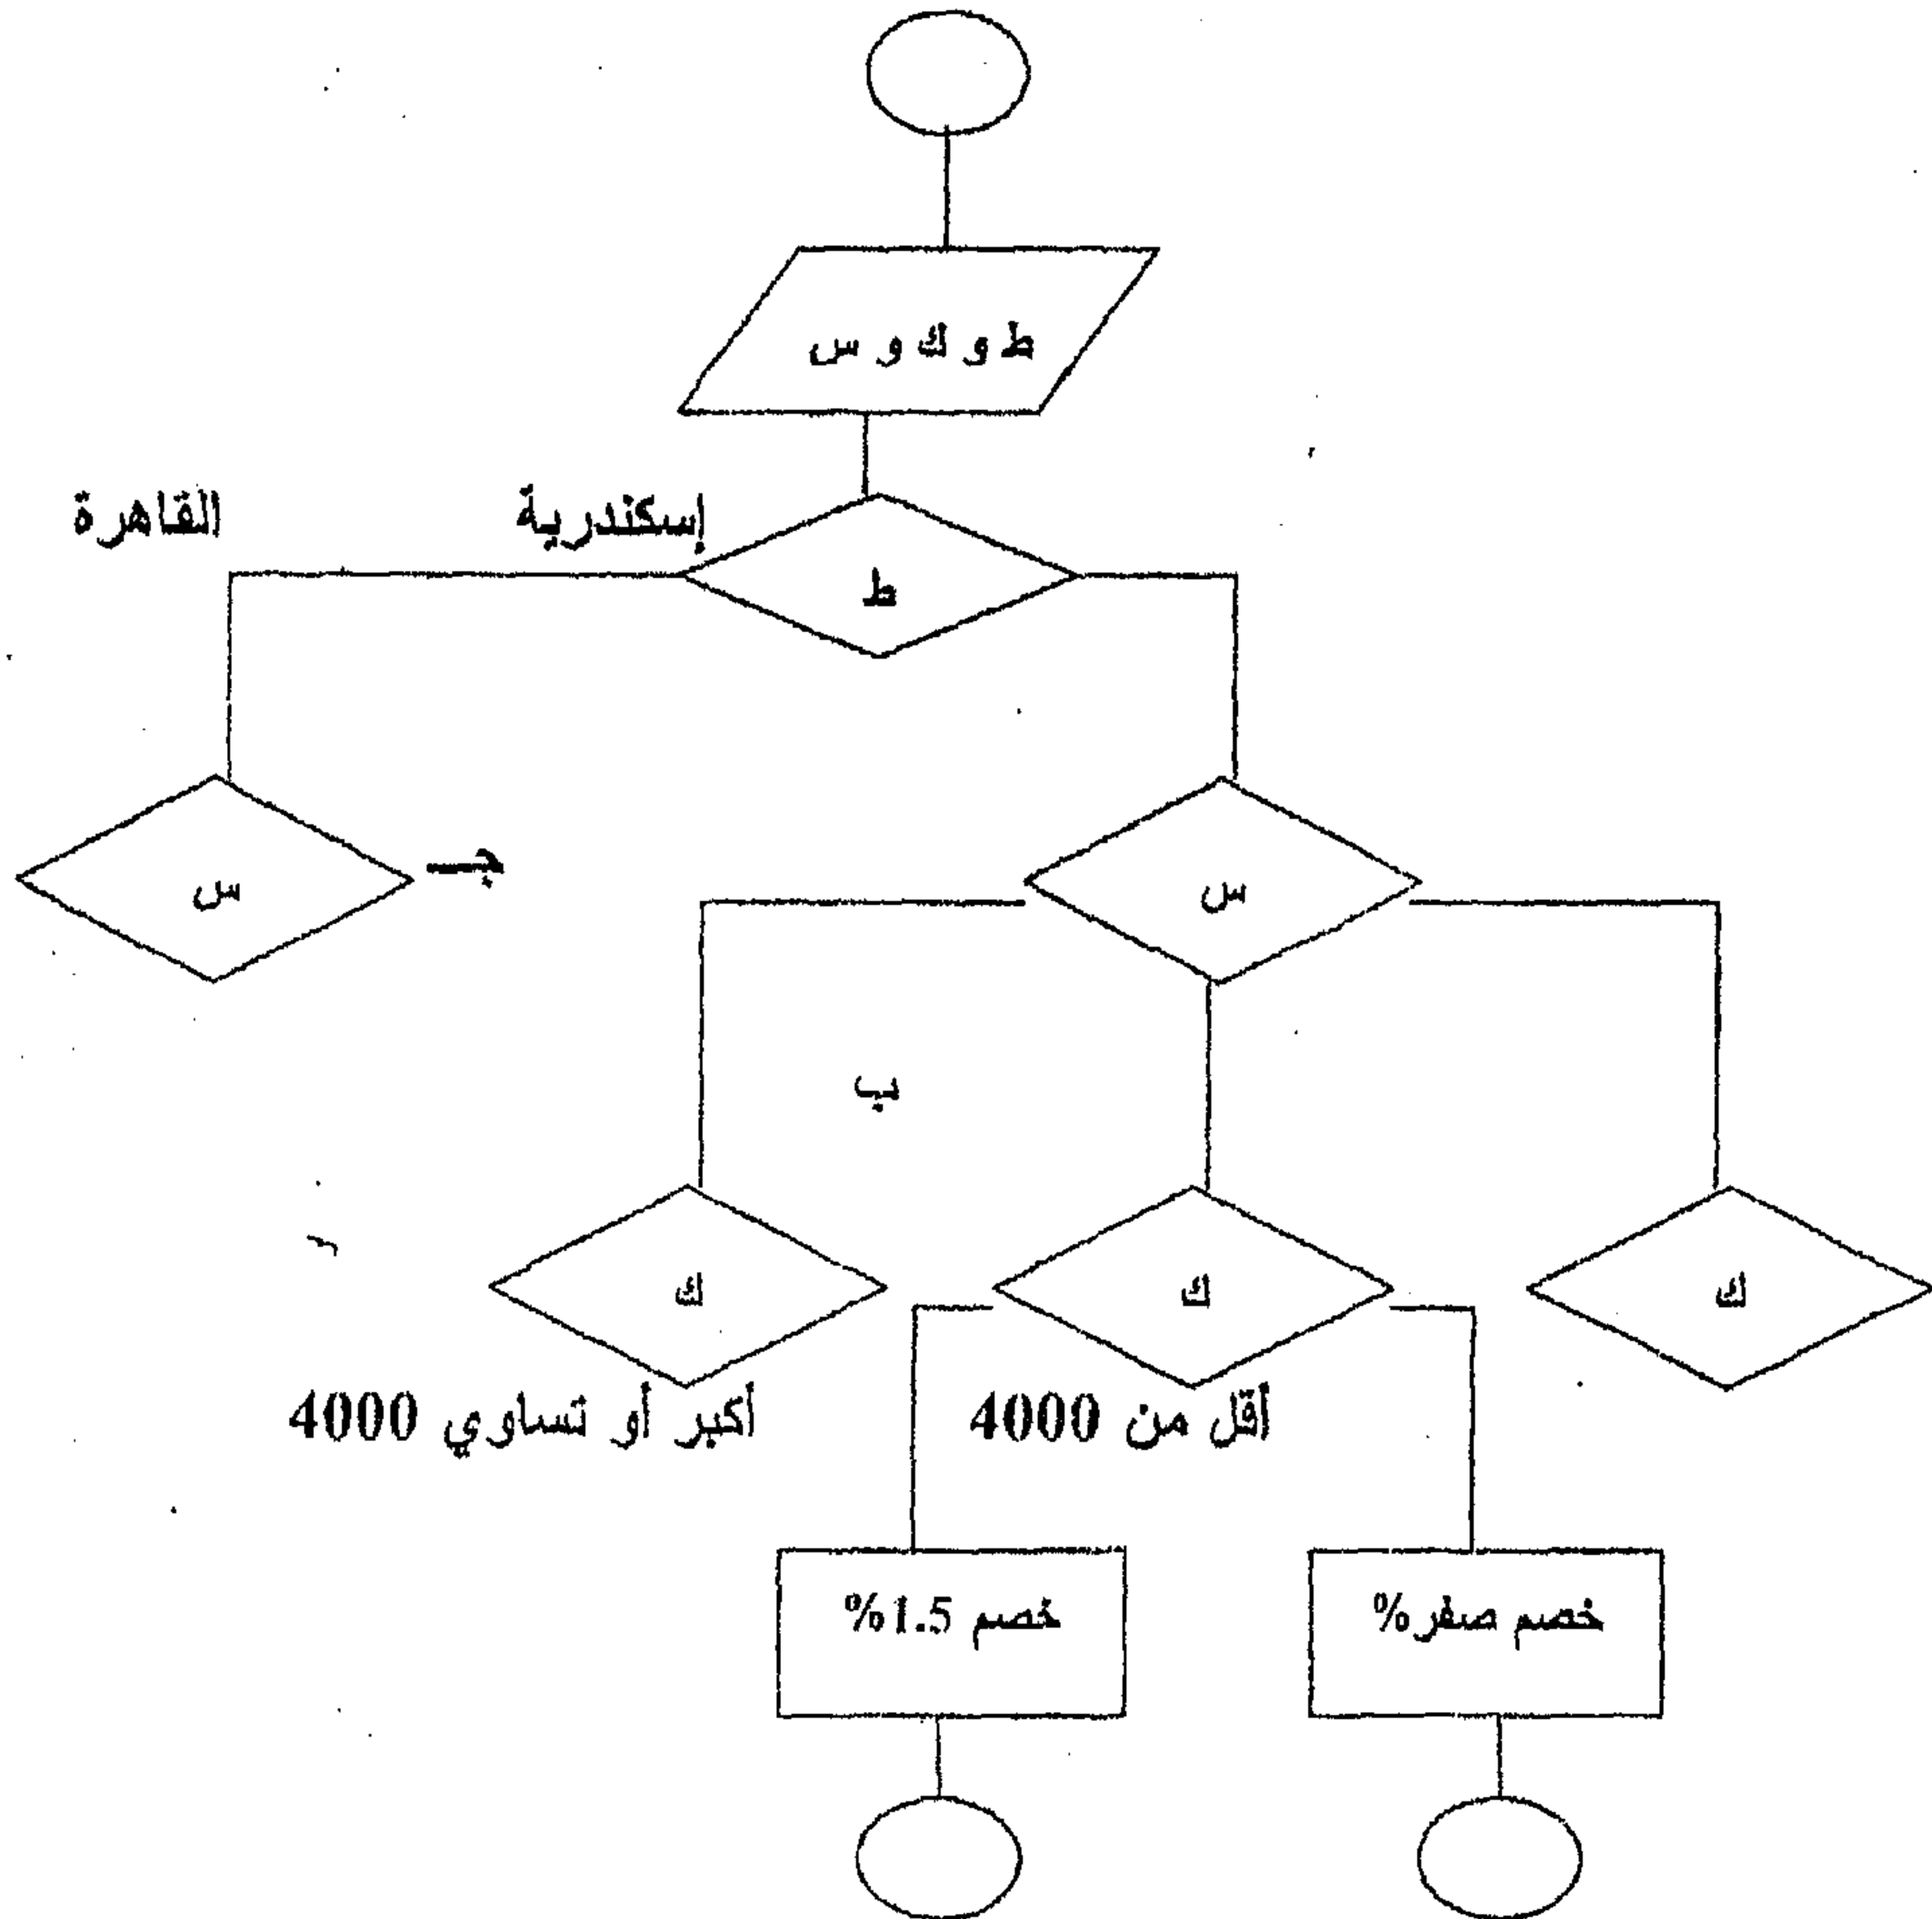 ط و ك و س
إسكندرية
القاهرة
ط
س
جـ
س
ب
ك
ك
ك
أقل من 4000
أكبر أو تساوي 4000
خصم صفر%
خصم 1.5%